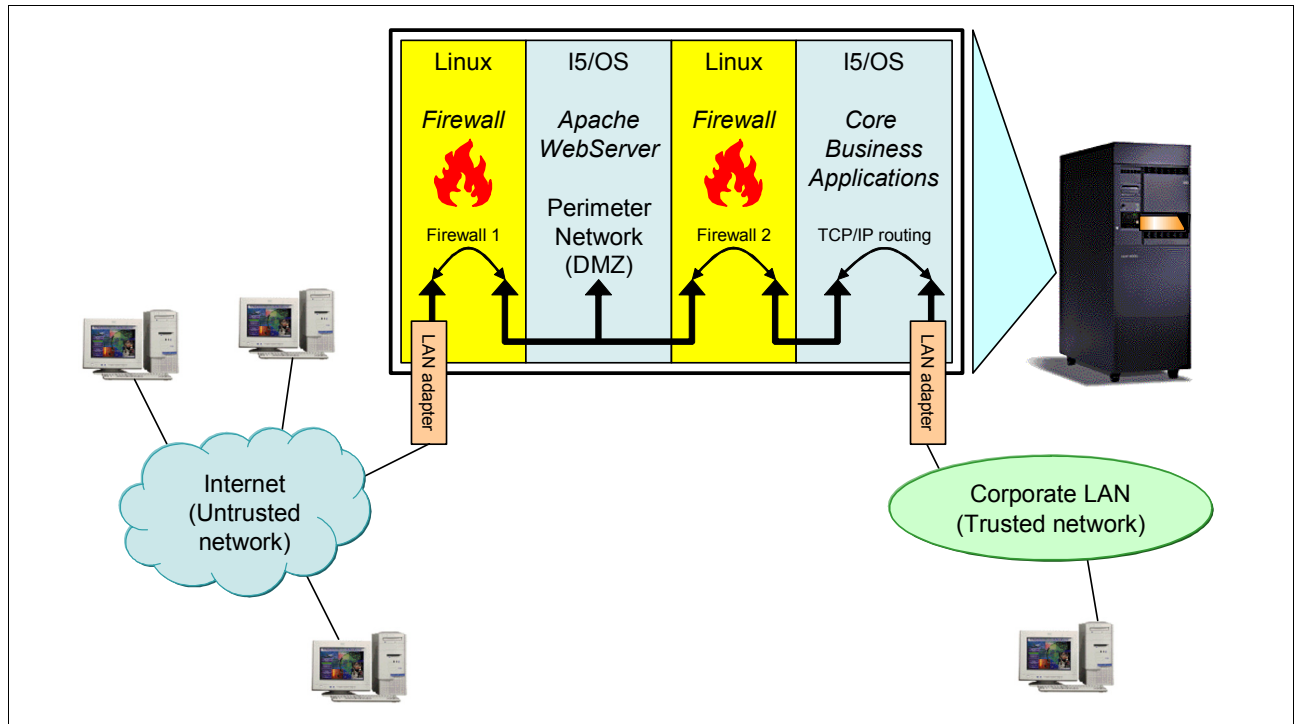 Linux
Firewall
Firewall 1
I5/OS
Apache
WebServer
Perimeter
Network
(DMZ)
Linux
Firewall
Firewall 2
I5/OS
Core
Business
Applications
TCP/IP routing
LAN adapter
LAN adapter
Internet
(Untrusted
network)
Corporate LAN
(Trusted network)